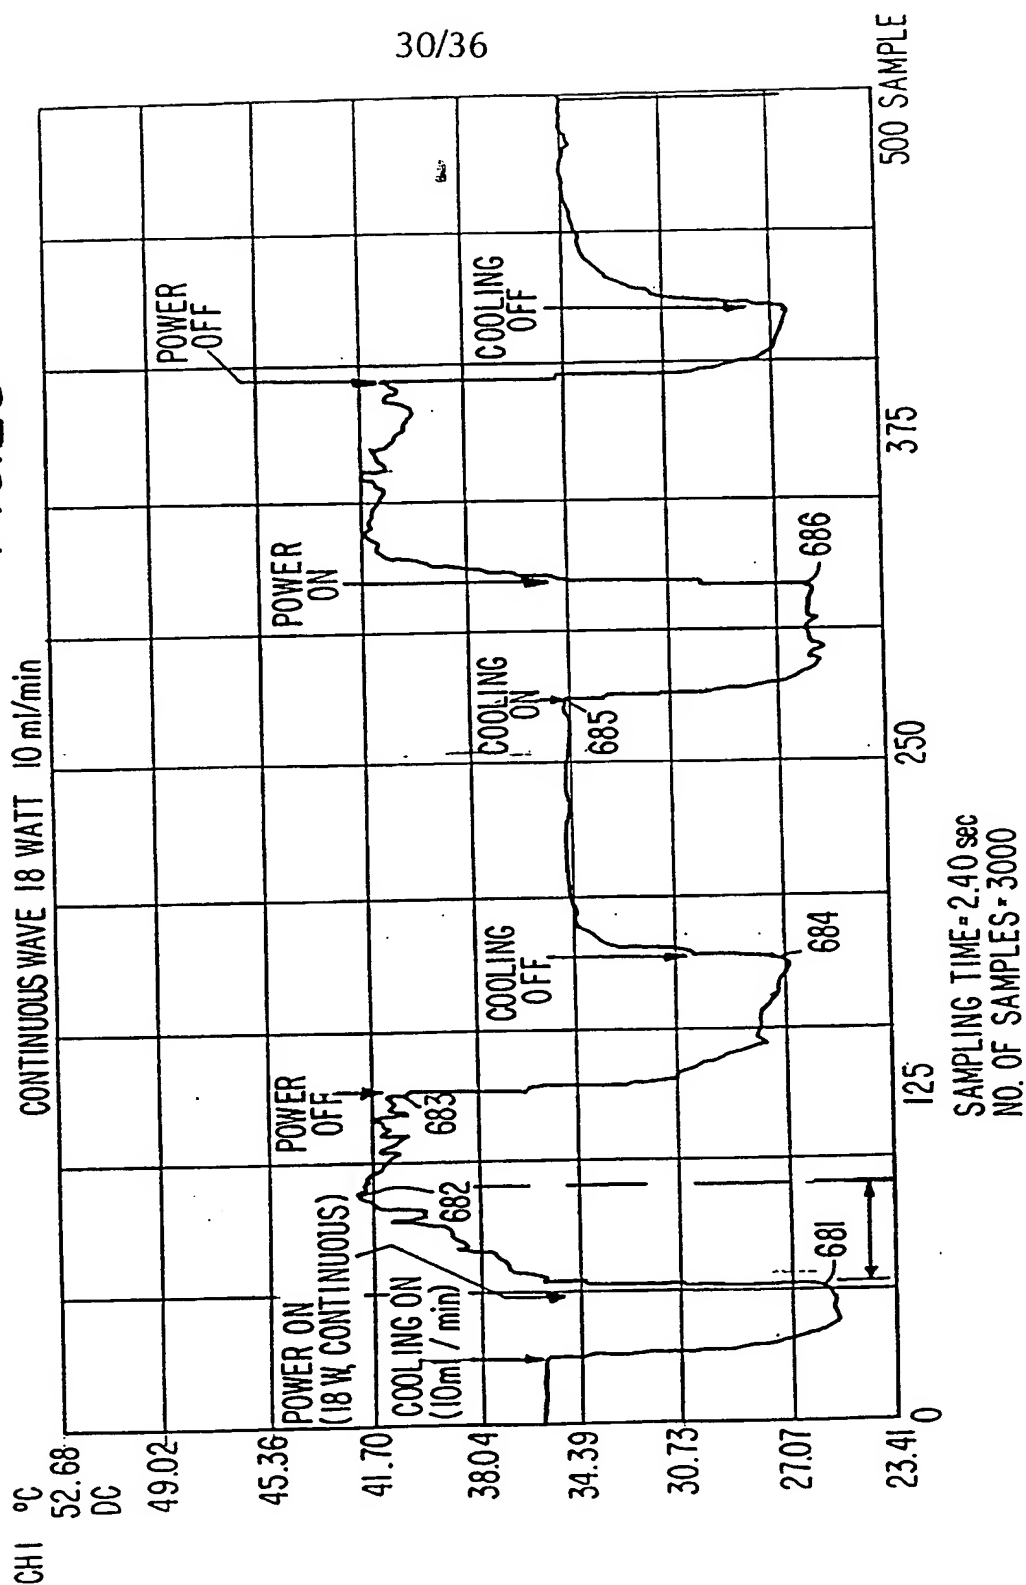 30/36
CONTINUOUS WAVE 18 WATT 10 ml/min
CHI °C
52.68
DC
49.02
45.36
41.70
38.04
34.39
30.73
27.07
23.41
POWER ON
(18 W, CONTINUOUS)
COOLING ON
(10ml / min)
681
682
683
POWER
OFF
COOLING
OFF
684
COOLING
ON
685
POWER
ON
686
POWER
OFF
COOLING
OFF
0
125
250
375
500 SAMPLE
SAMPLING TIME=2.40 sec
NO. OF SAMPLES=3000